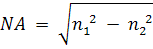 NA = √(n₁² − n₂²)